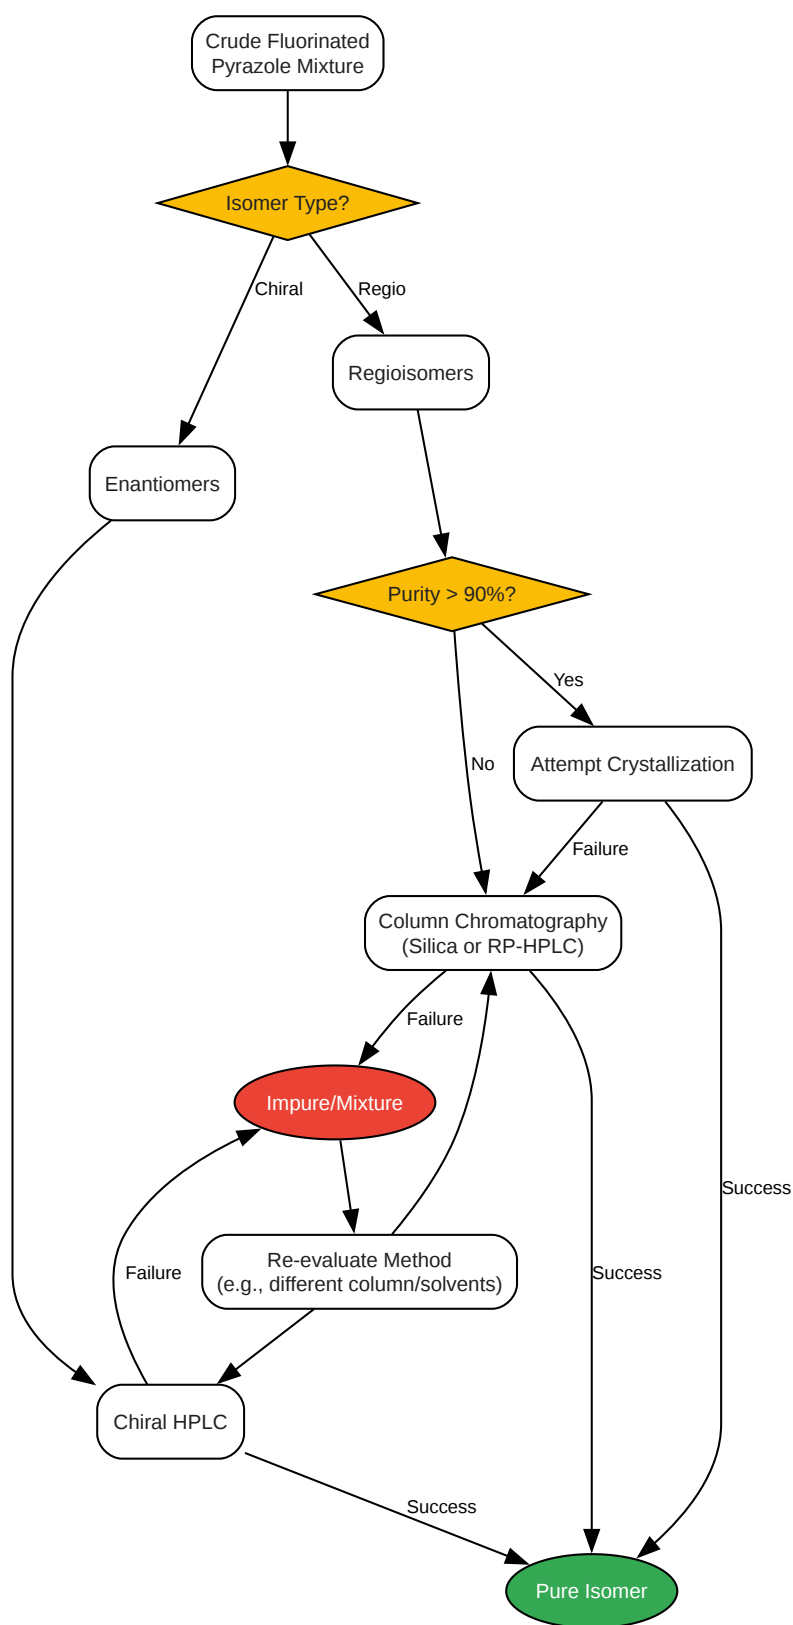 Crude Fluorinated
Pyrazole Mixture
Isomer Type?
Chiral
Regio
Regioisomers
Enantiomers
Purity > 90%?
Yes
No
Attempt Crystallization
Failure
Column Chromatography
(Silica or RP-HPLC)
Failure
Impure/Mixture
Success
Re-evaluate Method
(e.g., different column/solvents)
Failure
Success
Chiral HPLC
Success
Pure Isomer